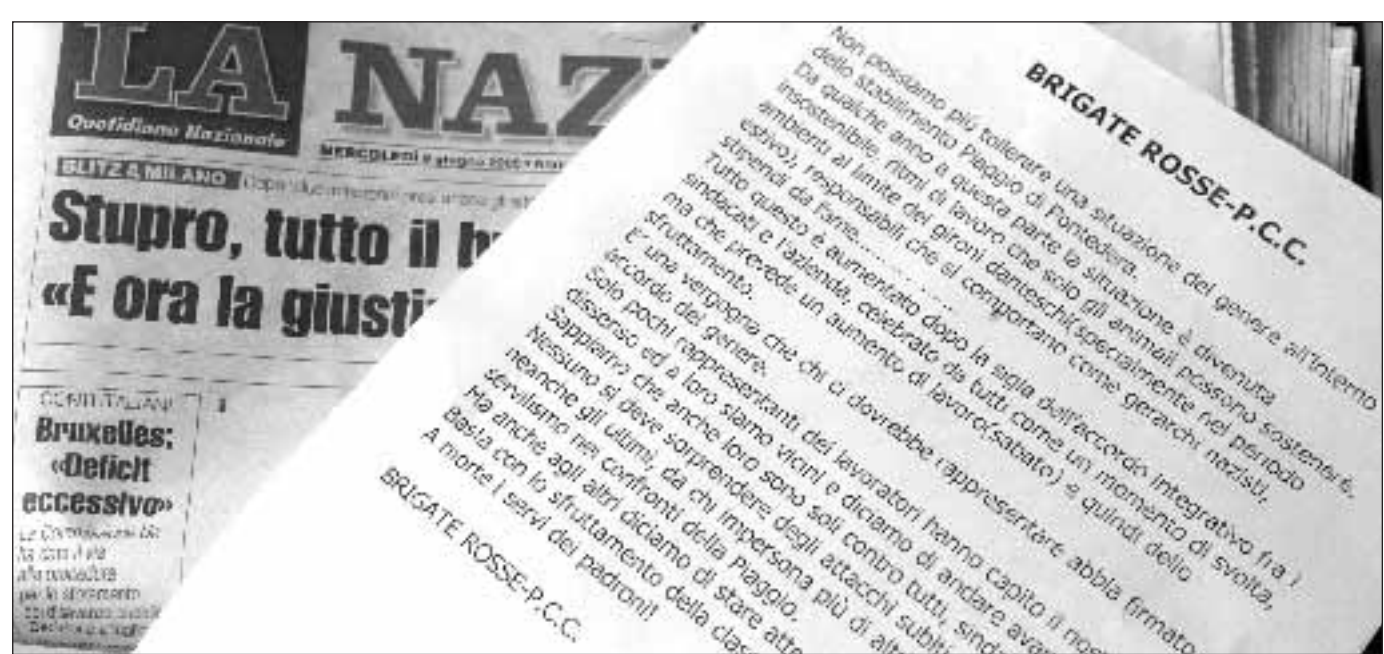 LA NAZ
Quotidiano Nazionale
MERCOLEDÌ
BLITZ A MILANO
Stupro, tutto il
«E ora la giusti
CONTI ITALIANI
Bruxelles:
«Deficit
eccessivo»
La Commissione
ha dato il via
alla procedura
BRIGATE ROSSE-P.C.C.
Non possiamo più tollerare una situazione del genere all'interno
dello stabilimento Piaggio di Pontedera.
Da qualche anno a questa parte la situazione è divenuta
insostenibile, ritmi di lavoro che solo gli animali possono sostenere,
ambienti al limite dei gironi danteschi(specialmente nel periodo
estivo), responsabili che si comportano come gerarchi nazisti,
stipendi da fame............
Tutto questo è aumentato dopo la sigla dell'accordo integrativo fra i
sindacati e l'azienda, celebrato da tutti come un momento di svolta,
ma che prevede un aumento di lavoro(sabato) e quindi dello
sfruttamento.
E' una vergogna che chi ci dovrebbe rappresentare abbia firmato
accordo del genere.
Solo pochi rappresentanti dei lavoratori hanno capito il
dissenso ed a loro siamo vicini e diciamo di andare
Sappiamo che anche loro sono soli contro tutti,
Nessuno si deve sorprendere degli attacchi subiti
neanche gli ultimi, da chi impersona più di
servilismo nei confronti della Piaggio.
Ma anche agli altri diciamo di stare
Basta con lo sfruttamento della
A morte i servi dei padroni!
BRIGATE ROSSE-P.C.C.